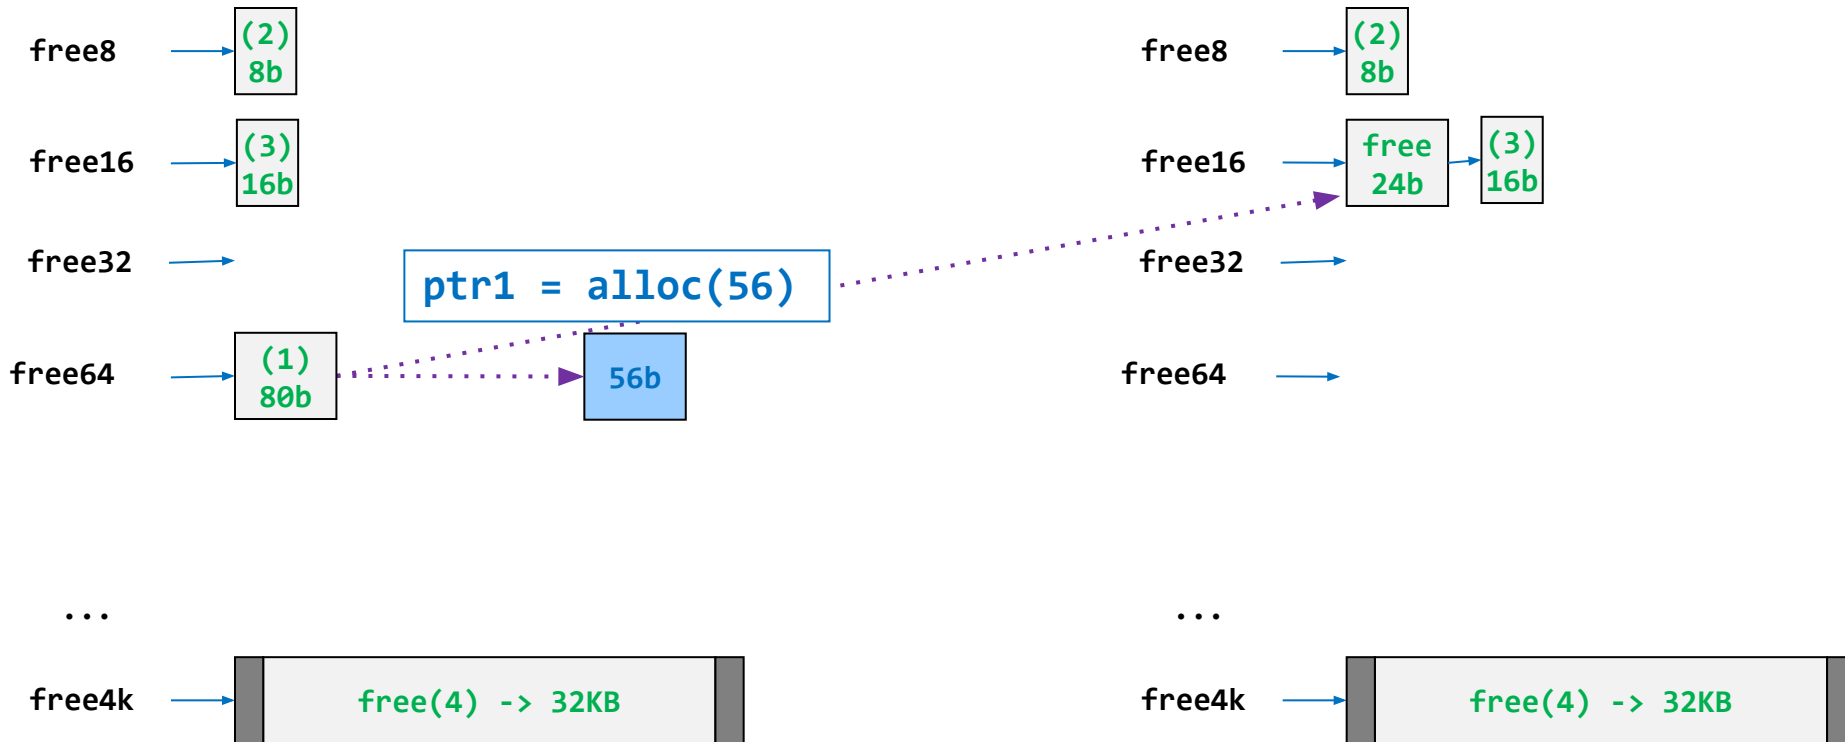 free8
(2)
8b
free16
(3)
16b
free32
ptr1 = alloc(56)
free64
(1)
80b
56b
...
free4k
free(4) -> 32KB
free8
(2)
8b
free16
free
24b
(3)
16b
free32
free64
...
free4k
free(4) -> 32KB